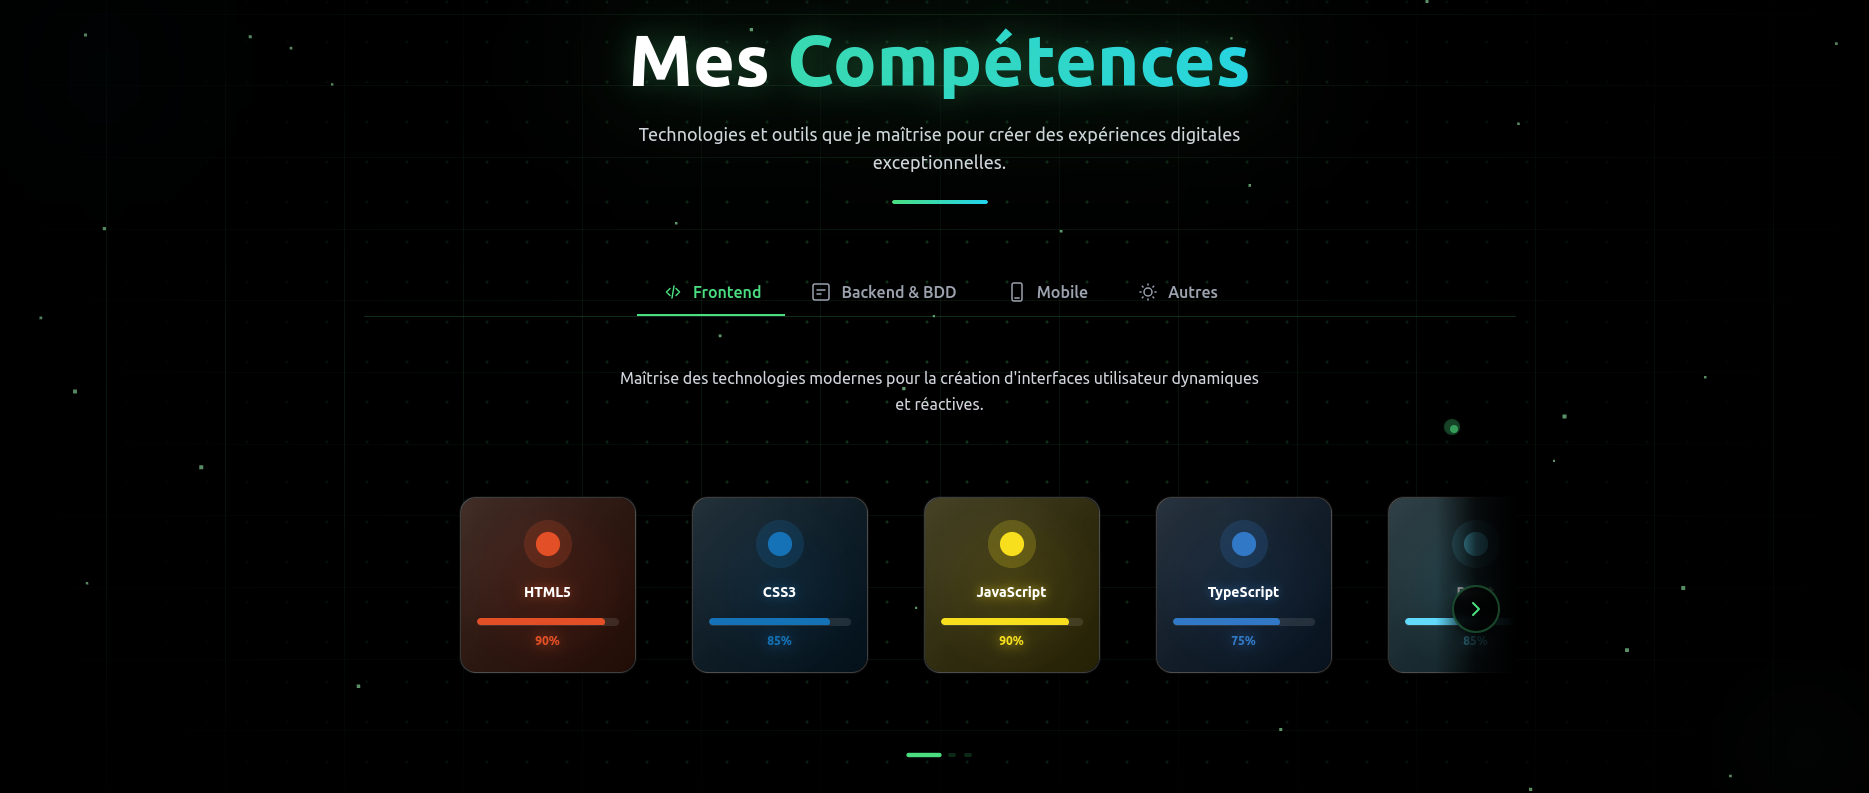 Mes Compétences
Technologies et outils que je maîtrise pour créer des expériences digitales
exceptionnelles.
Frontend
Backend & BDD
Mobile
Autres
Maîtrise des technologies modernes pour la création d'interfaces utilisateur dynamiques
et réactives.
HTML5
CSS3
JavaScript
TypeScript
90%
85%
90%
75%
85%